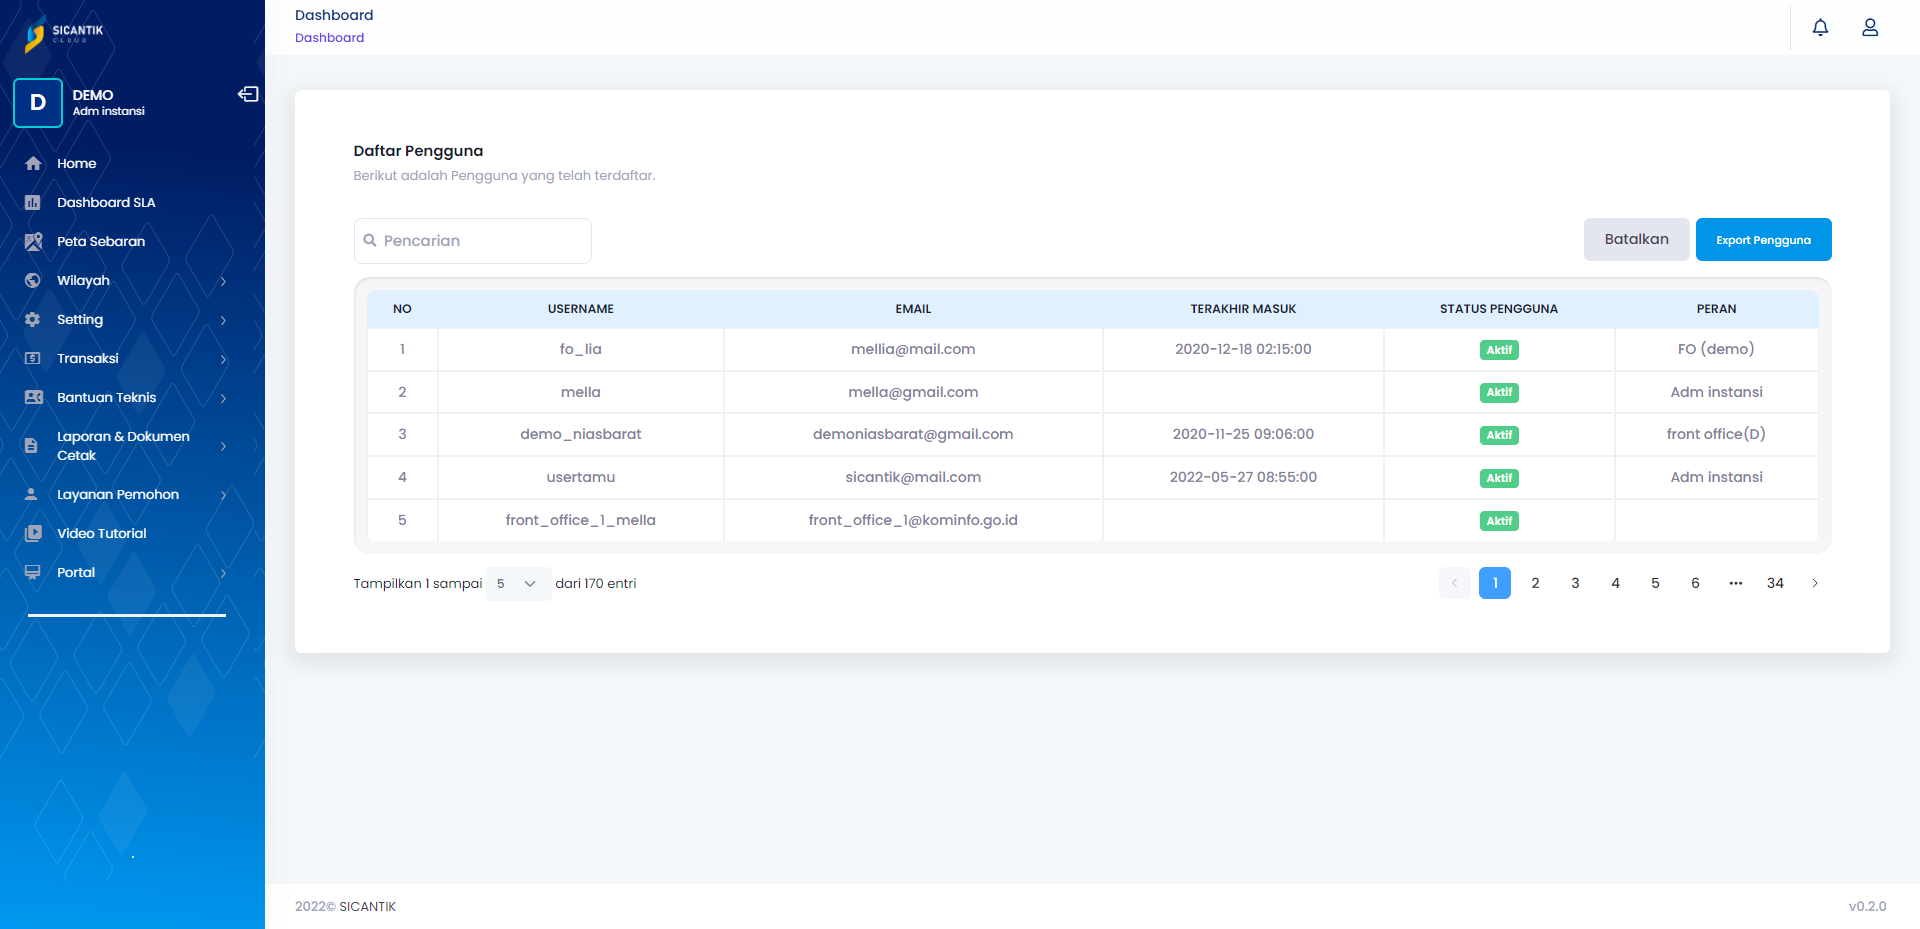 SICANTIK
CLOUD
D
DEMO
Adm instansi
Home
Dashboard SLA
Peta Sebaran
Wilayah
Setting
Transaksi
Bantuan Teknis
Laporan & Dokumen
Cetak
Layanan Pemohon
Video Tutorial
Portal
Dashboard
Dashboard
Daftar Pengguna
Berikut adalah Pengguna yang telah terdaftar.
Pencarian
Batalkan Export Pengguna
NO USERNAME EMAIL TERAKHIR MASUK STATUS PENGGUNA PERAN
1 fo_lia mellia@mail.com 2020-12-18 02:15:00 Aktif FO (demo)
2 mella mella@gmail.com Aktif Adm instansi
3 demo_niasbarat demoniasbarat@gmail.com 2020-11-25 09:06:00 Aktif front office(D)
4 usertamu sicantik@mail.com 2022-05-27 08:55:00 Aktif Adm instansi
5 front_office_1_mella front_office_1@kominfo.go.id Aktif
Tampilkan 1 sampai 5 dari 170 entri
1 2 3 4 5 6 ••• 34
2022© SICANTIK
v0.2.0